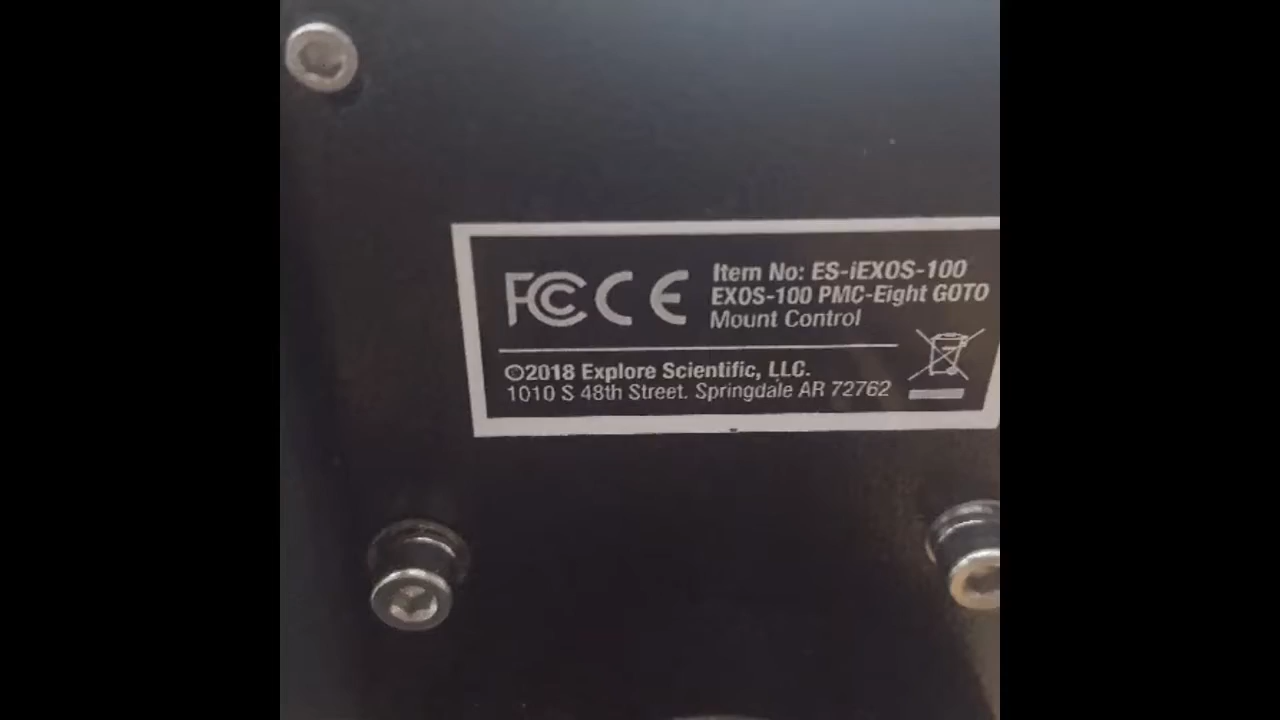 FC CE
Item No: ES-iEXOS-100
EXOS-100 PMC-Eight GOTO
Mount Control
©2018 Explore Scientific, LLC.
1010 S 48th Street. Springdale AR 72762